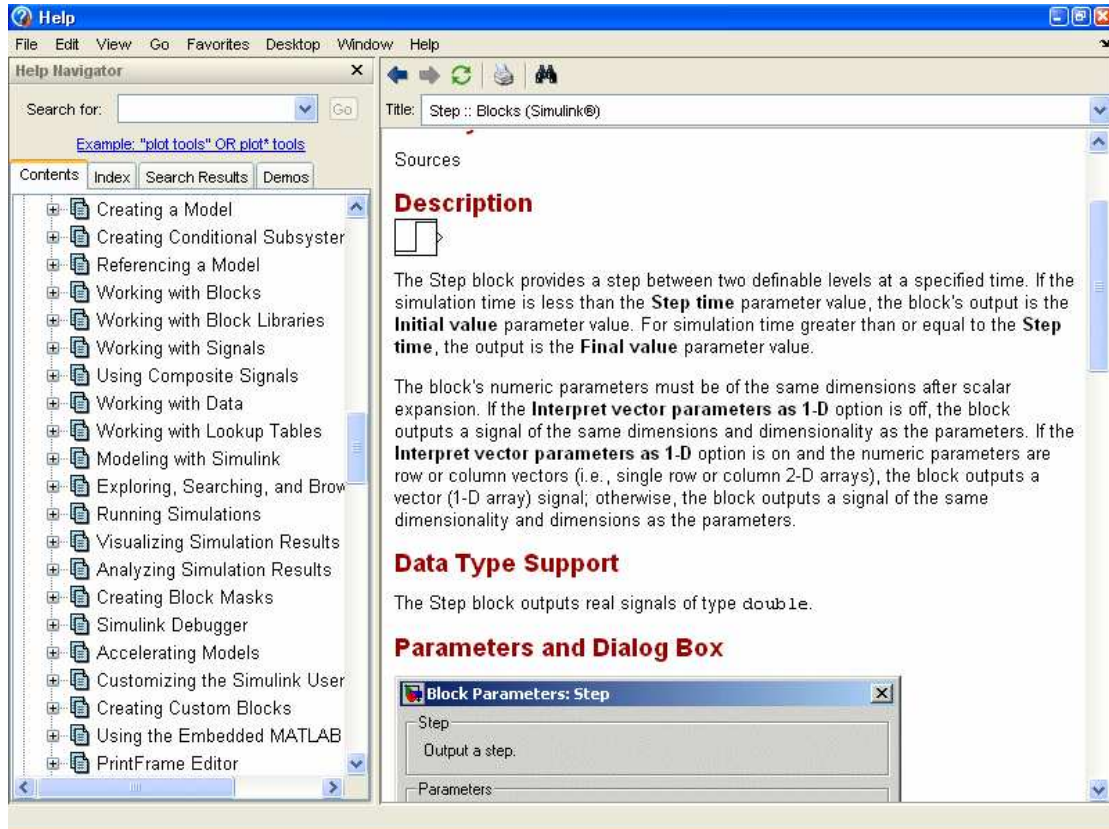 Help
File Edit View Go Favorites Desktop Window Help
Help Navigator
Search for:
Go
Example: "plot tools" OR plot* tools
Contents Index Search Results Demos
Creating a Model
Creating Conditional Subsyster
Referencing a Model
Working with Blocks
Working with Block Libraries
Working with Signals
Using Composite Signals
Working with Data
Working with Lookup Tables
Modeling with Simulink
Exploring, Searching, and Brow
Running Simulations
Visualizing Simulation Results
Analyzing Simulation Results
Creating Block Masks
Simulink Debugger
Accelerating Models
Customizing the Simulink User
Creating Custom Blocks
Using the Embedded MATLAB
PrintFrame Editor
Title: Step :: Blocks (Simulink®)
Sources
Description
The Step block provides a step between two definable levels at a specified time. If the
simulation time is less than the Step time parameter value, the block's output is the
Initial value parameter value. For simulation time greater than or equal to the Step
time, the output is the Final value parameter value.
The block's numeric parameters must be of the same dimensions after scalar
expansion. If the Interpret vector parameters as 1-D option is off, the block
outputs a signal of the same dimensions and dimensionality as the parameters. If the
Interpret vector parameters as 1-D option is on and the numeric parameters are
row or column vectors (i.e., single row or column 2-D arrays), the block outputs a
vector (1-D array) signal; otherwise, the block outputs a signal of the same
dimensionality and dimensions as the parameters.
Data Type Support
The Step block outputs real signals of type double.
Parameters and Dialog Box
Block Parameters: Step
Step
Output a step.
Parameters